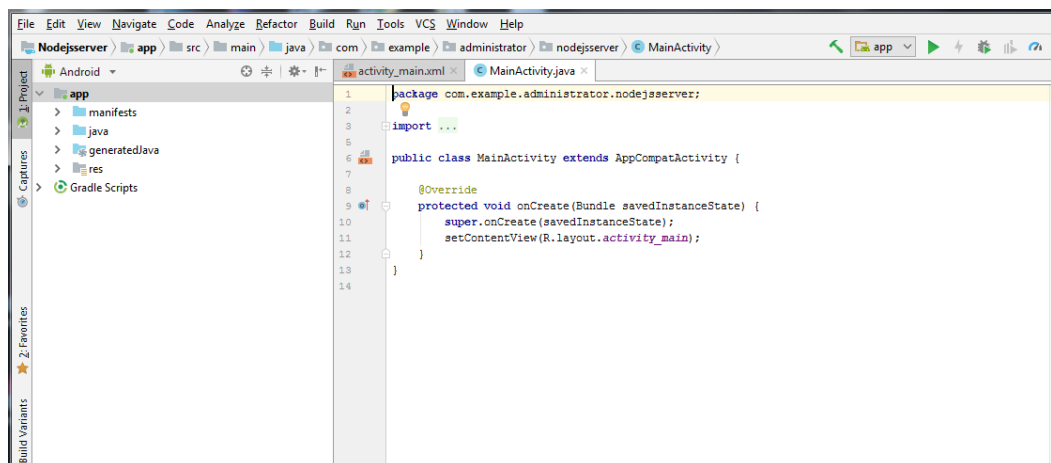 File Edit View Navigate Code Analyze Refactor Build Run Tools VCS Window Help
Nodejsserver app src main java com example administrator nodejsserver MainActivity app
1: Project
Captures
2: Favorites
Build Variants
Android
app
manifests
java
generatedJava
res
Gradle Scripts
activity_main.xml MainActivity.java
1 package com.example.administrator.nodejsserver;
2
3 import ...
5
6 public class MainActivity extends AppCompatActivity {
7
8 @Override
9 protected void onCreate(Bundle savedInstanceState) {
10 super.onCreate(savedInstanceState);
11 setContentView(R.layout.activity_main);
12 }
13 }
14